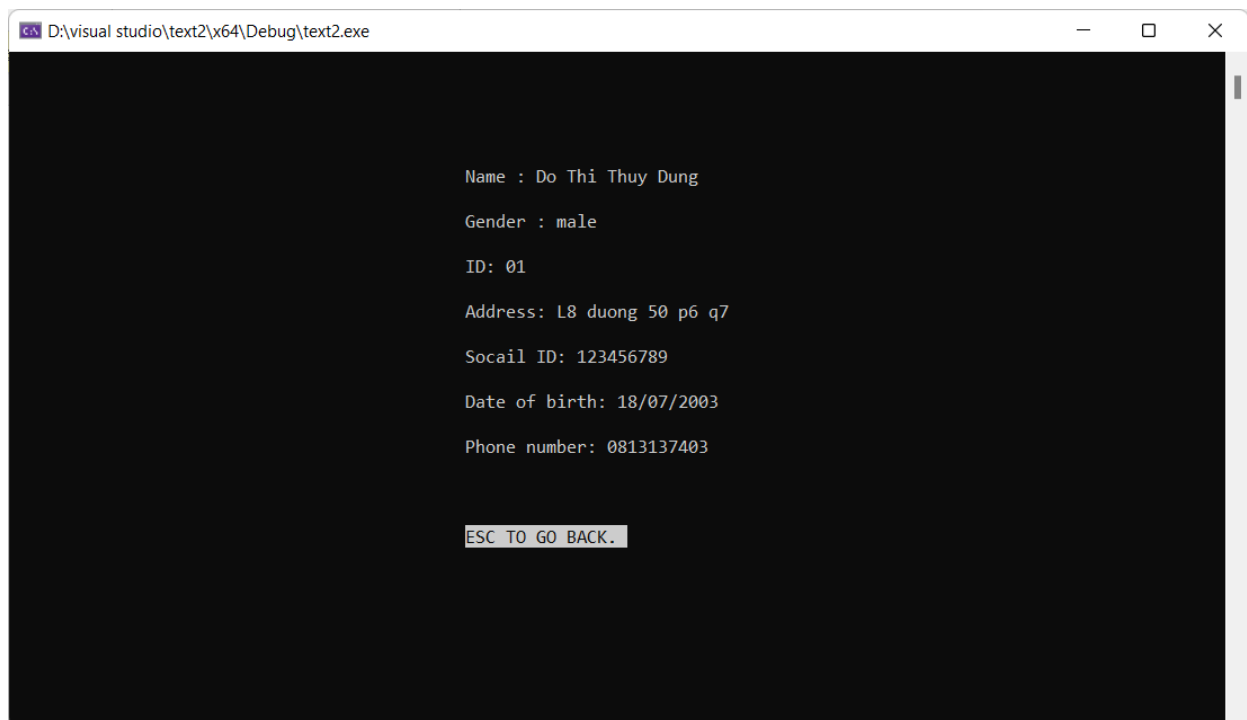 D:\visual studio\text2\x64\Debug\text2.exe
Name : Do Thi Thuy Dung
Gender : male
ID: 01
Address: L8 duong 50 p6 q7
Socail ID: 123456789
Date of birth: 18/07/2003
Phone number: 0813137403
ESC TO GO BACK.